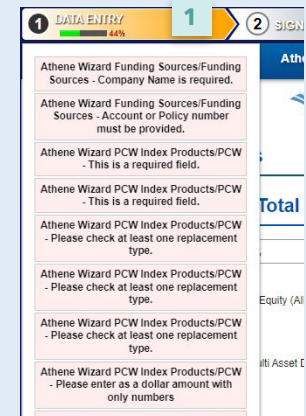 1 DATA ENTRY
44%
1
2 SIGN
Athe
Athene Wizard Funding Sources/Funding
Sources - Company Name is required.
Athene Wizard Funding Sources/Funding
Sources - Account or Policy number
must be provided.
Athene Wizard PCW Index Products/PCW
- This is a required field.
Athene Wizard PCW Index Products/PCW
- This is a required field.
Total
Athene Wizard PCW Index Products/PCW
- Please check at least one replacement
type.
Athene Wizard PCW Index Products/PCW
- Please check at least one replacement
type.
Equity (Al
Athene Wizard PCW Index Products/PCW
- Please check at least one replacement
type.
ulti Asset D
Athene Wizard PCW Index Products/PCW
- Please enter as a dollar amount with
only numbers